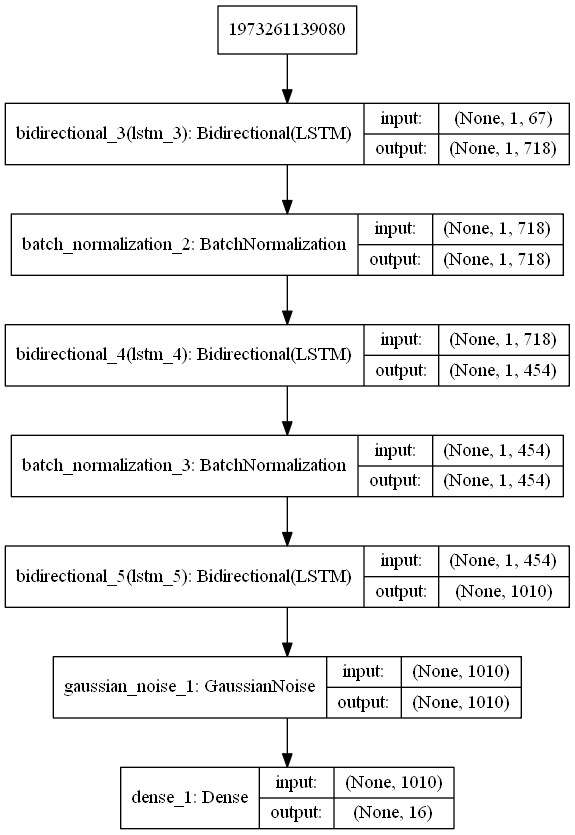 1973261139080
bidirectional_3(lstm_3): Bidirectional(LSTM) input: (None, 1, 67)
output: (None, 1, 718)
batch_normalization_2: BatchNormalization input: (None, 1, 718)
output: (None, 1, 718)
bidirectional_4(lstm_4): Bidirectional(LSTM) input: (None, 1, 718)
output: (None, 1, 454)
batch_normalization_3: BatchNormalization input: (None, 1, 454)
output: (None, 1, 454)
bidirectional_5(lstm_5): Bidirectional(LSTM) input: (None, 1, 454)
output: (None, 1010)
gaussian_noise_1: GaussianNoise input: (None, 1010)
output: (None, 1010)
dense_1: Dense input: (None, 1010)
output: (None, 16)